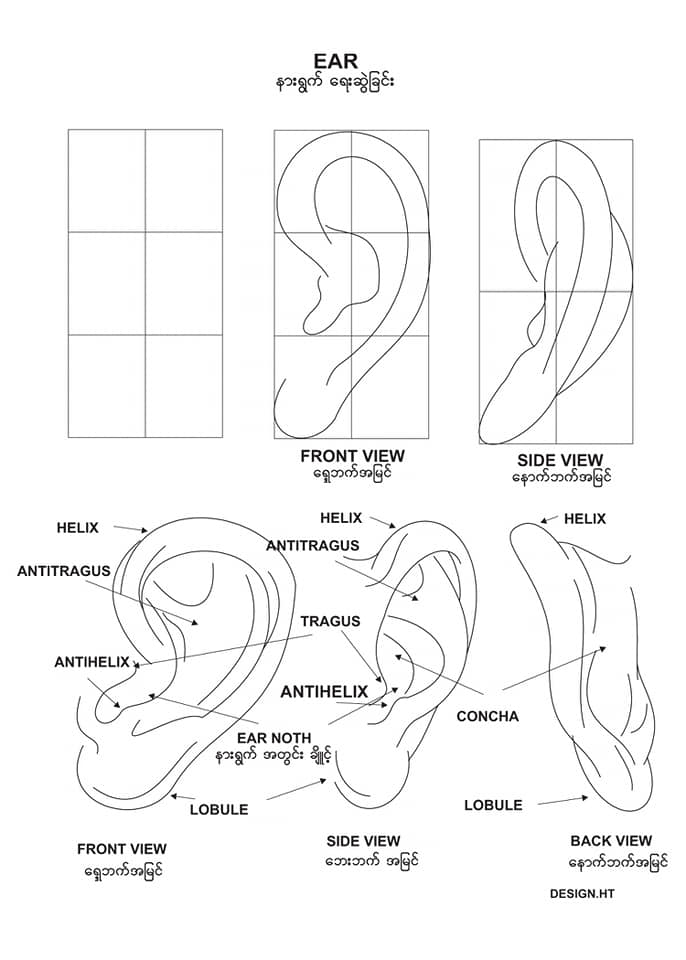 EAR
နားရွက် ရေးဆွဲခြင်း
FRONT VIEW
ရှေ့ဘက်အမြင်
SIDE VIEW
နောက်ဘက်အမြင်
HELIX
ANTITRAGUS
ANTIHELIX
HELIX
ANTITRAGUS
TRAGUS
ANTIHELIX
EAR NOTH
နားရွက် အတွင်း ချိုင့်
LOBULE
HELIX
CONCHA
LOBULE
FRONT VIEW
ရှေ့ဘက်အမြင်
SIDE VIEW
ဘေးဘက် အမြင်
BACK VIEW
နောက်ဘက်အမြင်
DESIGN.HT